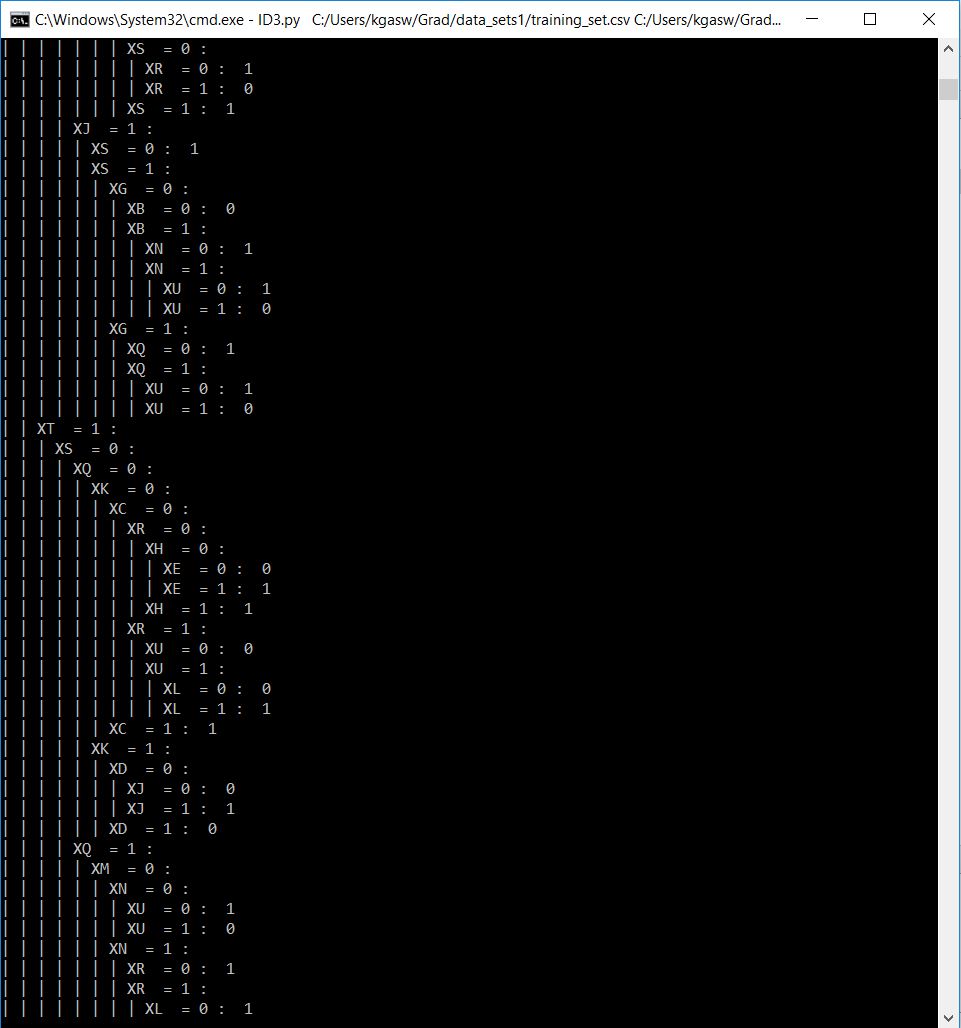 C:\Windows\System32\cmd.exe - ID3.py  C:/Users/kgasw/Grad/data_sets1/training_set.csv C:/Users/kgasw/Grad...
| | | | | | | XS  = 0 :
| | | | | | | | XR  = 0 :  1
| | | | | | | | XR  = 1 :  0
| | | | | | | XS  = 1 :  1
| | | | XJ  = 1 :
| | | | | XS  = 0 :  1
| | | | | XS  = 1 :
| | | | | | XG  = 0 :
| | | | | | | XB  = 0 :  0
| | | | | | | XB  = 1 :
| | | | | | | | XN  = 0 :  1
| | | | | | | | XN  = 1 :
| | | | | | | | | XU  = 0 :  1
| | | | | | | | | XU  = 1 :  0
| | | | | | XG  = 1 :
| | | | | | | XQ  = 0 :  1
| | | | | | | XQ  = 1 :
| | | | | | | | XU  = 0 :  1
| | | | | | | | XU  = 1 :  0
| | XT  = 1 :
| | | XS  = 0 :
| | | | XQ  = 0 :
| | | | | XK  = 0 :
| | | | | | XC  = 0 :
| | | | | | | XR  = 0 :
| | | | | | | | XH  = 0 :
| | | | | | | | | XE  = 0 :  0
| | | | | | | | | XE  = 1 :  1
| | | | | | | | XH  = 1 :  1
| | | | | | | XR  = 1 :
| | | | | | | | XU  = 0 :  0
| | | | | | | | XU  = 1 :
| | | | | | | | | XL  = 0 :  0
| | | | | | | | | XL  = 1 :  1
| | | | | | XC  = 1 :  1
| | | | | XK  = 1 :
| | | | | | XD  = 0 :
| | | | | | | XJ  = 0 :  0
| | | | | | | XJ  = 1 :  1
| | | | | | XD  = 1 :  0
| | | | XQ  = 1 :
| | | | | XM  = 0 :
| | | | | | XN  = 0 :
| | | | | | | XU  = 0 :  1
| | | | | | | XU  = 1 :  0
| | | | | | XN  = 1 :
| | | | | | | XR  = 0 :  1
| | | | | | | XR  = 1 :
| | | | | | | | XL  = 0 :  1